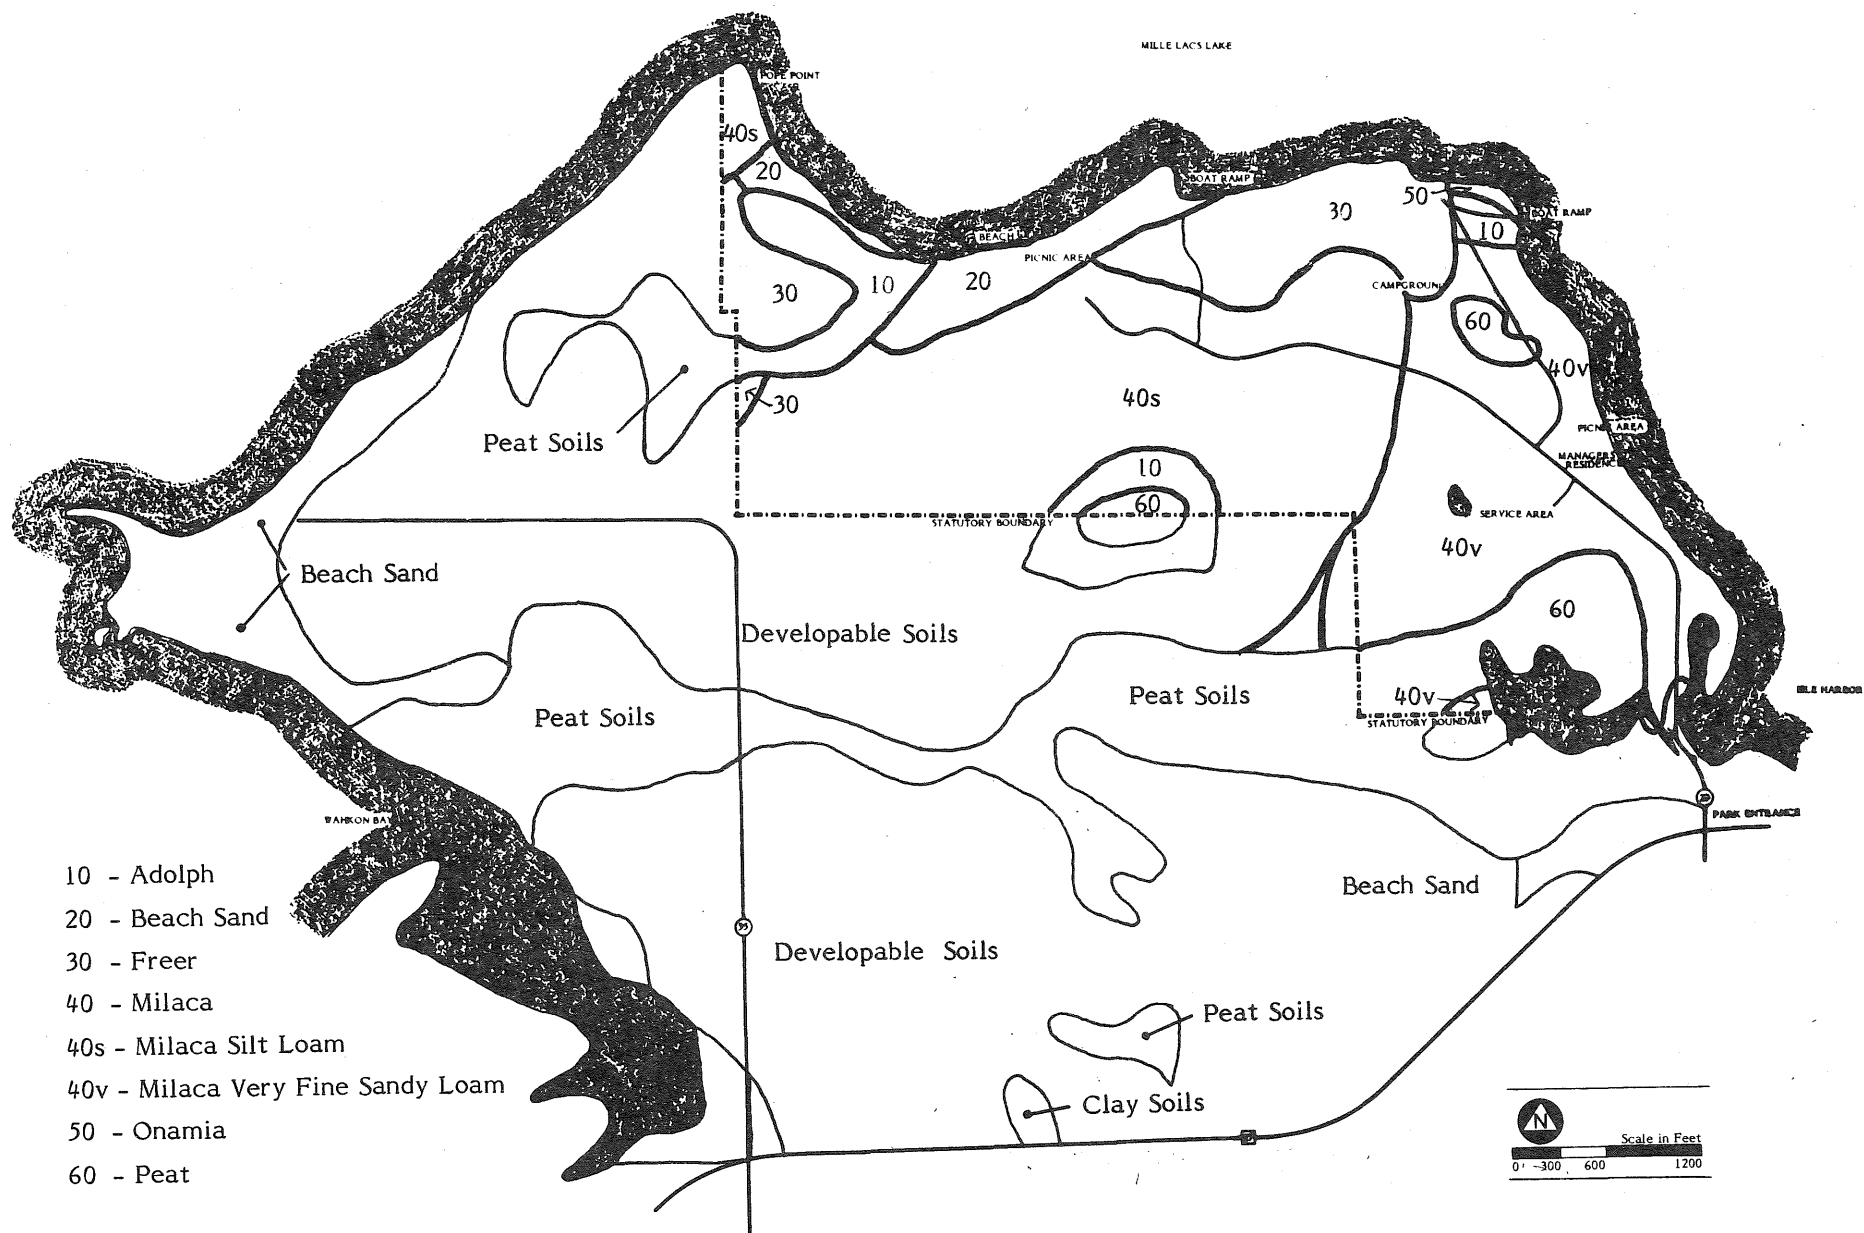 MILLE LACS LAKE
POPE POINT
40s
20
BOAT RAMP
50
30
BOAT RAMP
10
BEACH
PICNIC AREA
20
10
30
CAMPGROUND
60
40v
30
40s
Peat Soils
PICNIC AREA
MANAGERS
RESIDENCE
10
60
STATUTORY BOUNDARY
SERVICE AREA
40v
Beach Sand
60
Developable Soils
Peat Soils
40v
ISLE HARBOR
Peat Soils
STATUTORY BOUNDARY
PARK ENTRANCE
WAHKON BAY
Beach Sand
Developable Soils
Peat Soils
Clay Soils
10 - Adolph
20 - Beach Sand
30 - Freer
40 - Milaca
40s - Milaca Silt Loam
40v - Milaca Very Fine Sandy Loam
50 - Onamia
60 - Peat
N
Scale in Feet
0 300 600 1200